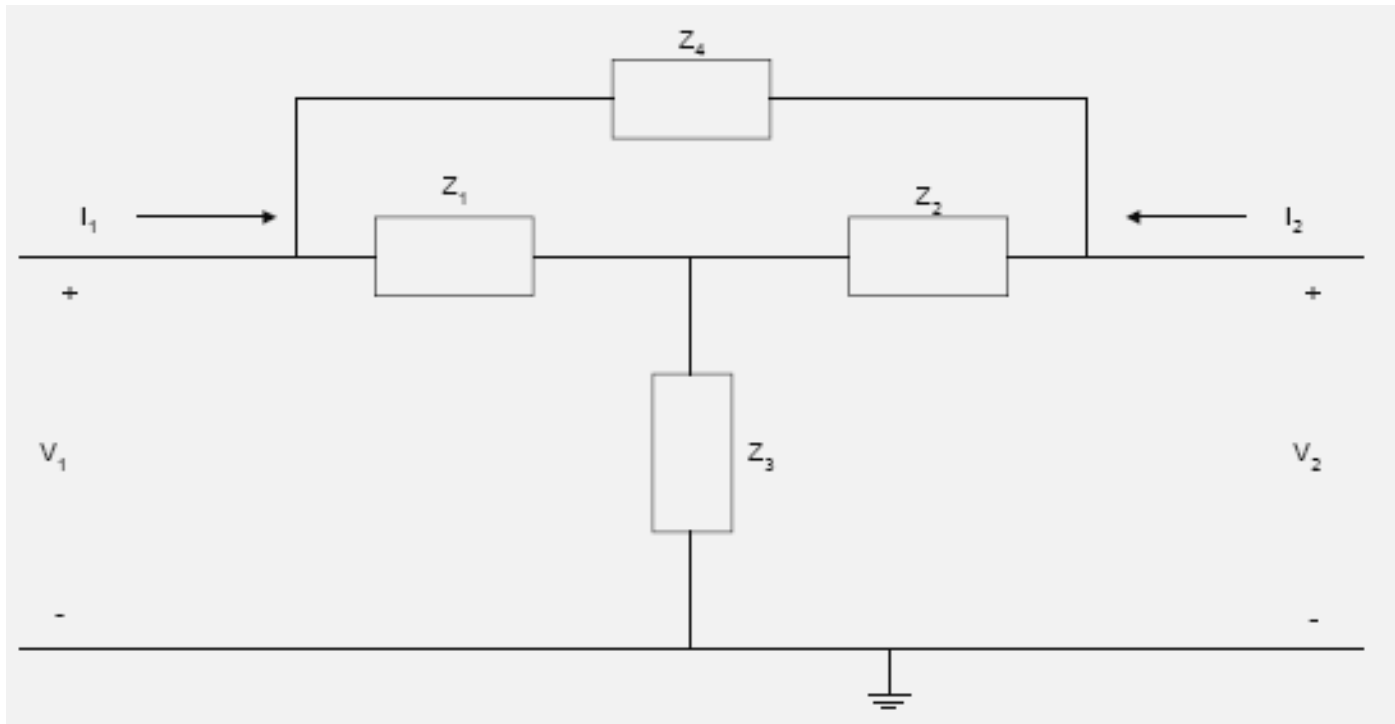 Z₄
Z₁
Z₂
I₁
I₂
+
+
V₁
Z₃
V₂
-
-